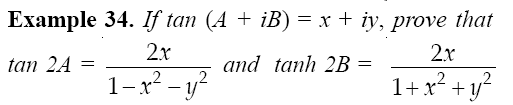 Example 34. If tan (A + iB) = x + iy, prove that
tan 2A = 2x / (1 − x² − y²) and tanh 2B = 2x / (1 + x² + y²)